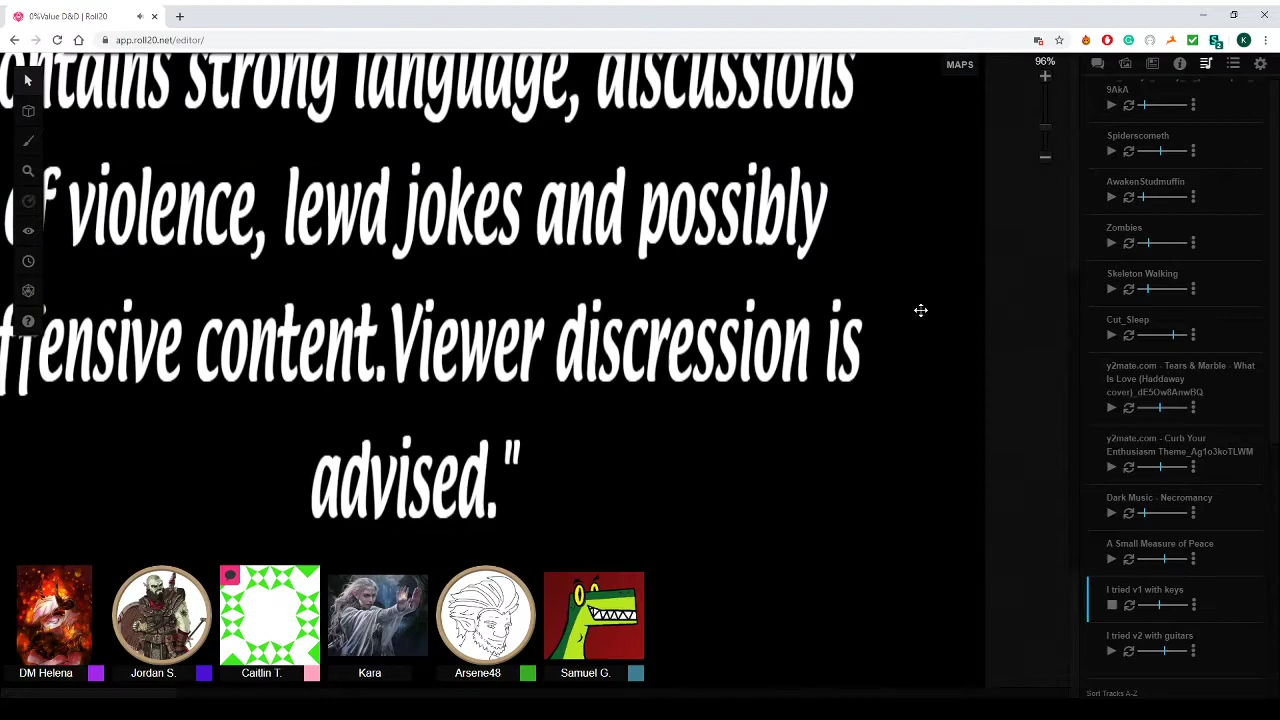 0%Value D&D | Roll20
app.roll20.net/editor/
MAPS
96%
ontains strong language, discussions
of violence, lewd jokes and possibly
ffensive content.Viewer discression is
advised."
9AkA
Spiderscometh
AwakenStudmuffin
Zombies
Skeleton Walking
Cut_Sleep
y2mate.com - Tears & Marble - What
Is Love (Haddaway
cover)_dE5Ow8AnwBQ
y2mate.com - Curb Your
Enthusiasm Theme_Ag1o3koTLWM
Dark Music - Necromancy
A Small Measure of Peace
I tried v1 with keys
I tried v2 with guitars
Sort Tracks A-Z
DM Helena
Jordan S.
Caitlin T.
Kara
Arsene48
Samuel G.